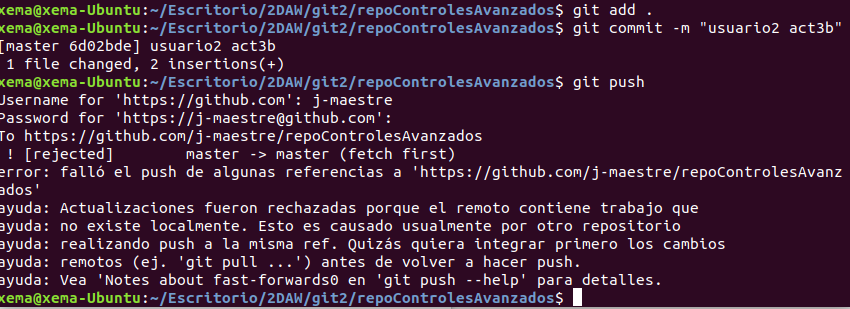 xema@xema-Ubuntu:~/Escritorio/2DAW/git2/repoControlesAvanzados$ git add .
xema@xema-Ubuntu:~/Escritorio/2DAW/git2/repoControlesAvanzados$ git commit -m "usuario2 act3b"
[master 6d02bde] usuario2 act3b
 1 file changed, 2 insertions(+)
xema@xema-Ubuntu:~/Escritorio/2DAW/git2/repoControlesAvanzados$ git push
Username for 'https://github.com': j-maestre
Password for 'https://j-maestre@github.com':
To https://github.com/j-maestre/repoControlesAvanzados
 ! [rejected]        master -> master (fetch first)
error: falló el push de algunas referencias a 'https://github.com/j-maestre/repoControlesAvanz
ados'
ayuda: Actualizaciones fueron rechazadas porque el remoto contiene trabajo que
ayuda: no existe localmente. Esto es causado usualmente por otro repositorio
ayuda: realizando push a la misma ref. Quizás quiera integrar primero los cambios
ayuda: remotos (ej. 'git pull ...') antes de volver a hacer push.
ayuda: Vea 'Notes about fast-forwards0 en 'git push --help' para detalles.
xema@xema-Ubuntu:~/Escritorio/2DAW/git2/repoControlesAvanzados$